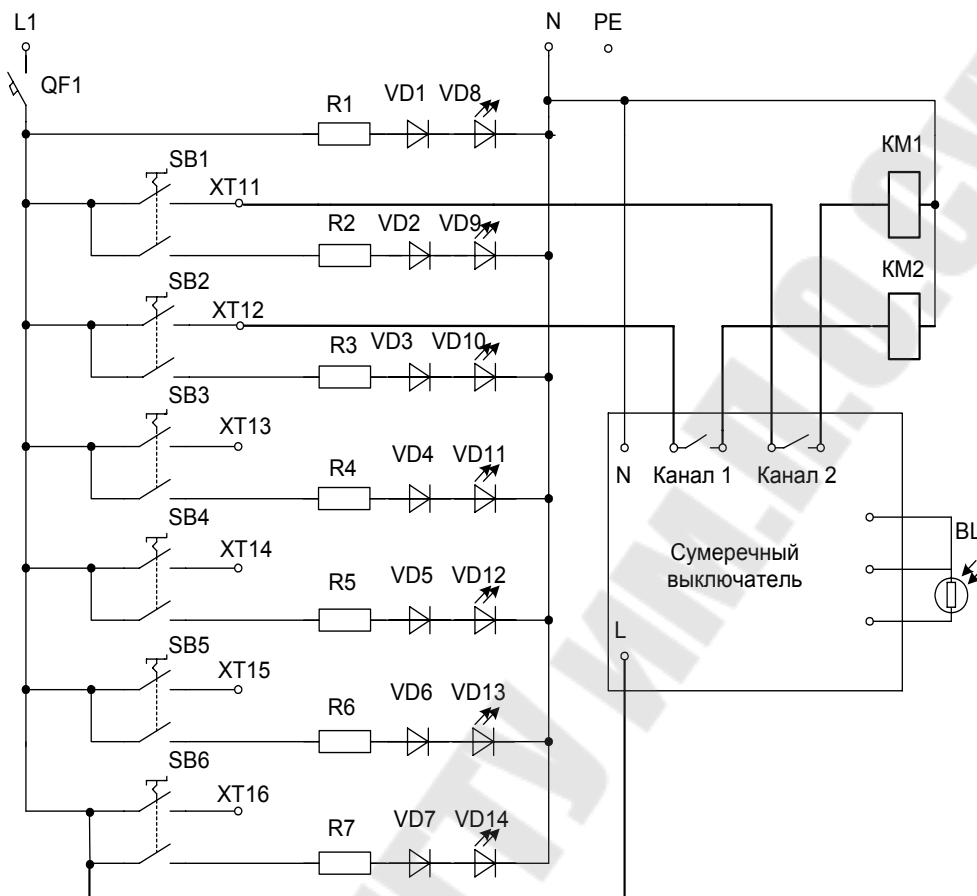 L1
N
PE
QF1
R1
VD1
VD8
KM1
SB1
XT11
R2
VD2
VD9
KM2
SB2
XT12
R3
VD3
VD10
SB3
XT13
R4
VD4
VD11
N
Канал 1
Канал 2
SB4
XT14
R5
VD5
VD12
Сумеречный
выключатель
BL
SB5
XT15
L
R6
VD6
VD13
SB6
XT16
R7
VD7
VD14